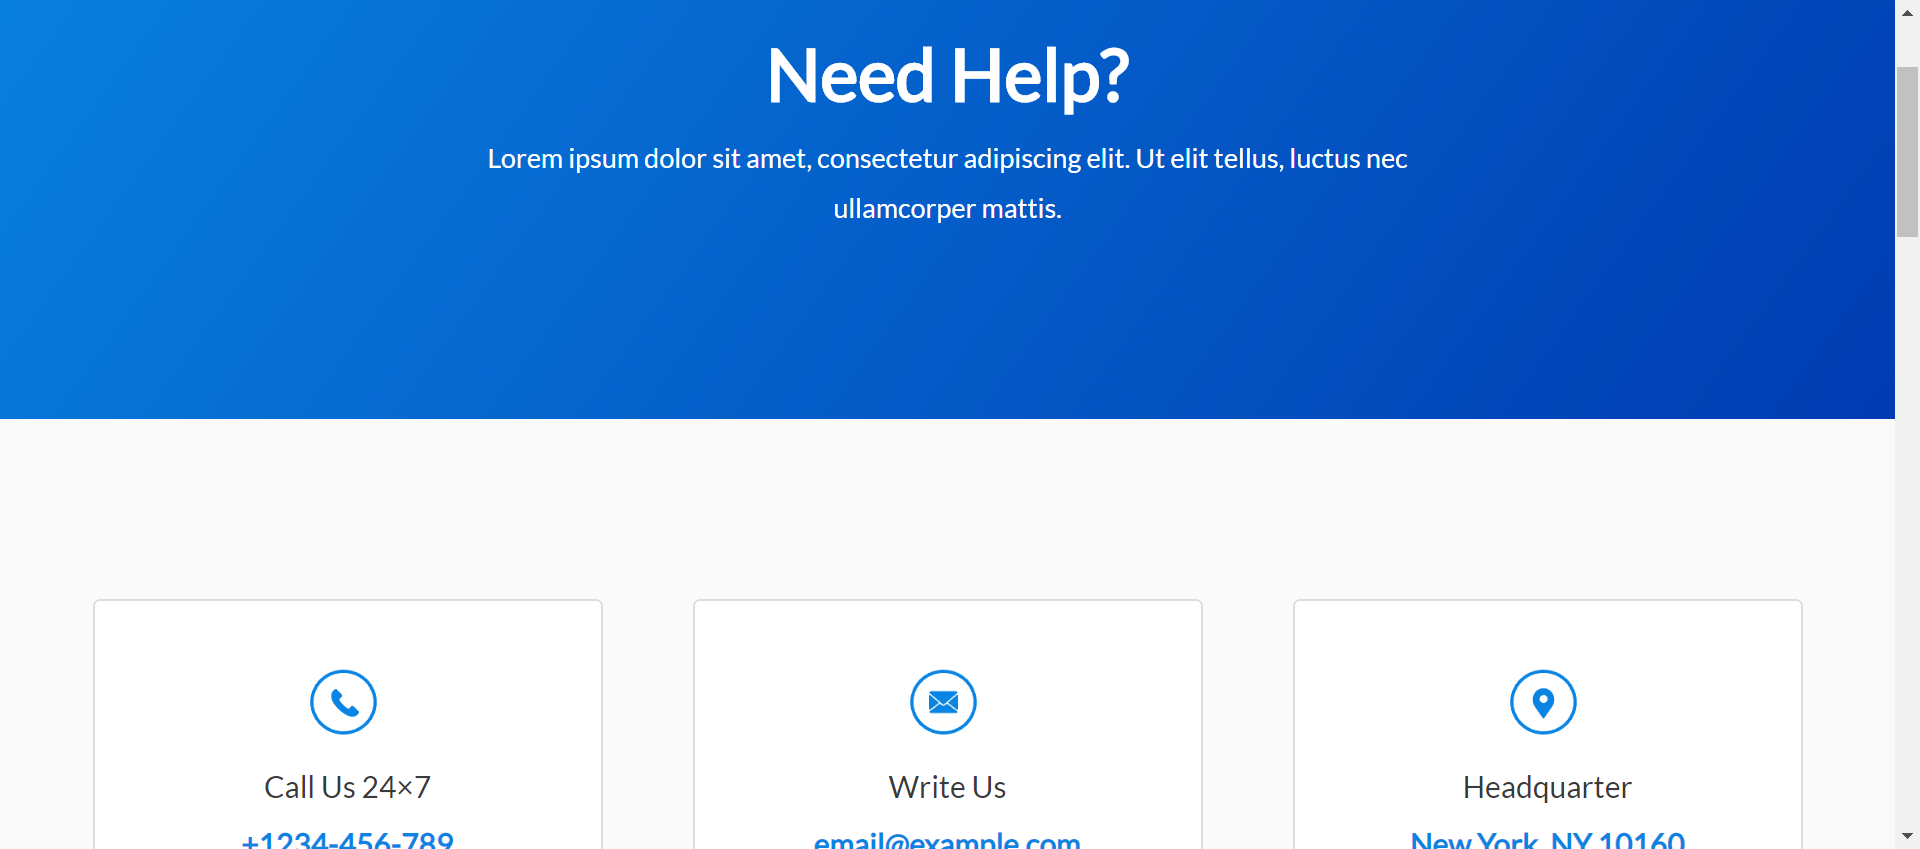 Need Help?
Lorem ipsum dolor sit amet, consectetur adipiscing elit. Ut elit tellus, luctus nec
ullamcorper mattis.
Call Us 24×7
Write Us
Headquarter
+1234-456-789
email@example.com
New York, NY 10160